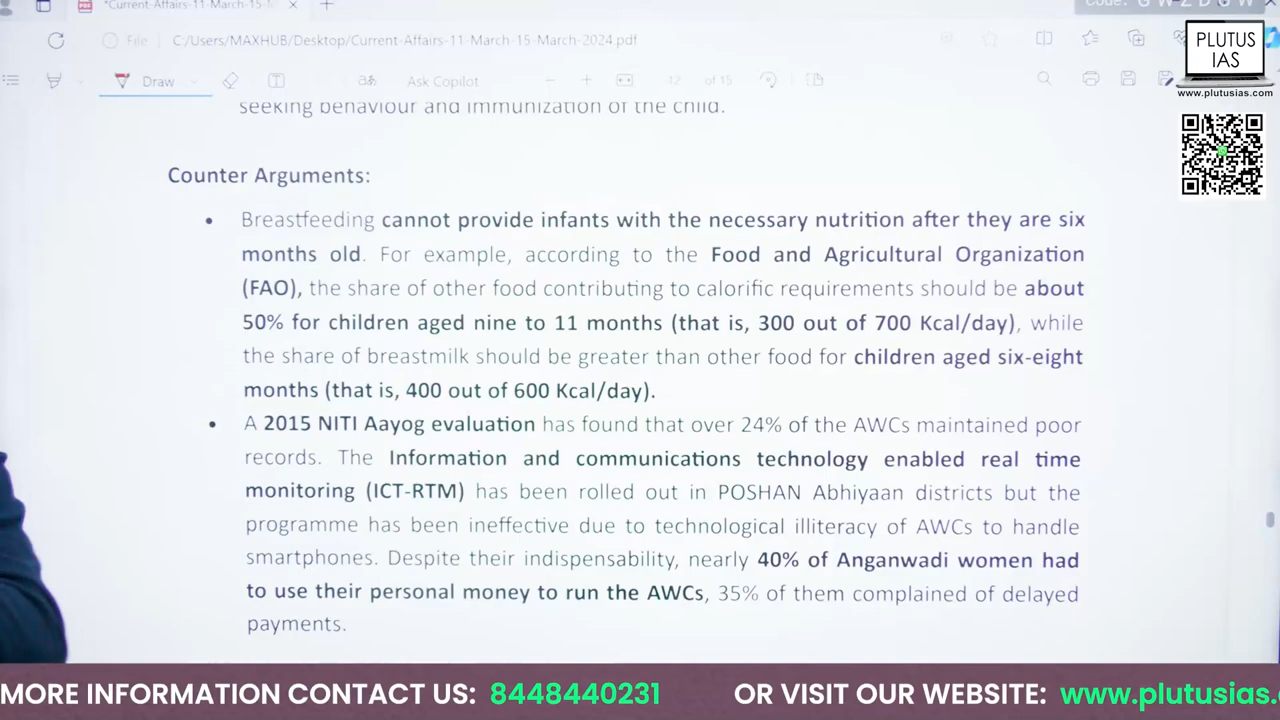 *Current-Affairs-11-March-15-
File
C:/Users/MAXHUB/Desktop/Current-Affairs-11-March-15-March-2024.pdf
Draw
Ask Copilot
12 of 15
PLUTUS
IAS
www.plutusias.com
seeking behaviour and immunization of the child.
Counter Arguments:
• Breastfeeding cannot provide infants with the necessary nutrition after they are six
months old. For example, according to the Food and Agricultural Organization
(FAO), the share of other food contributing to calorific requirements should be about
50% for children aged nine to 11 months (that is, 300 out of 700 Kcal/day), while
the share of breastmilk should be greater than other food for children aged six-eight
months (that is, 400 out of 600 Kcal/day).
• A 2015 NITI Aayog evaluation has found that over 24% of the AWCs maintained poor
records. The Information and communications technology enabled real time
monitoring (ICT-RTM) has been rolled out in POSHAN Abhiyaan districts but the
programme has been ineffective due to technological illiteracy of AWCs to handle
smartphones. Despite their indispensability, nearly 40% of Anganwadi women had
to use their personal money to run the AWCs, 35% of them complained of delayed
payments.
MORE INFORMATION CONTACT US: 8448440231 OR VISIT OUR WEBSITE: www.plutusias.